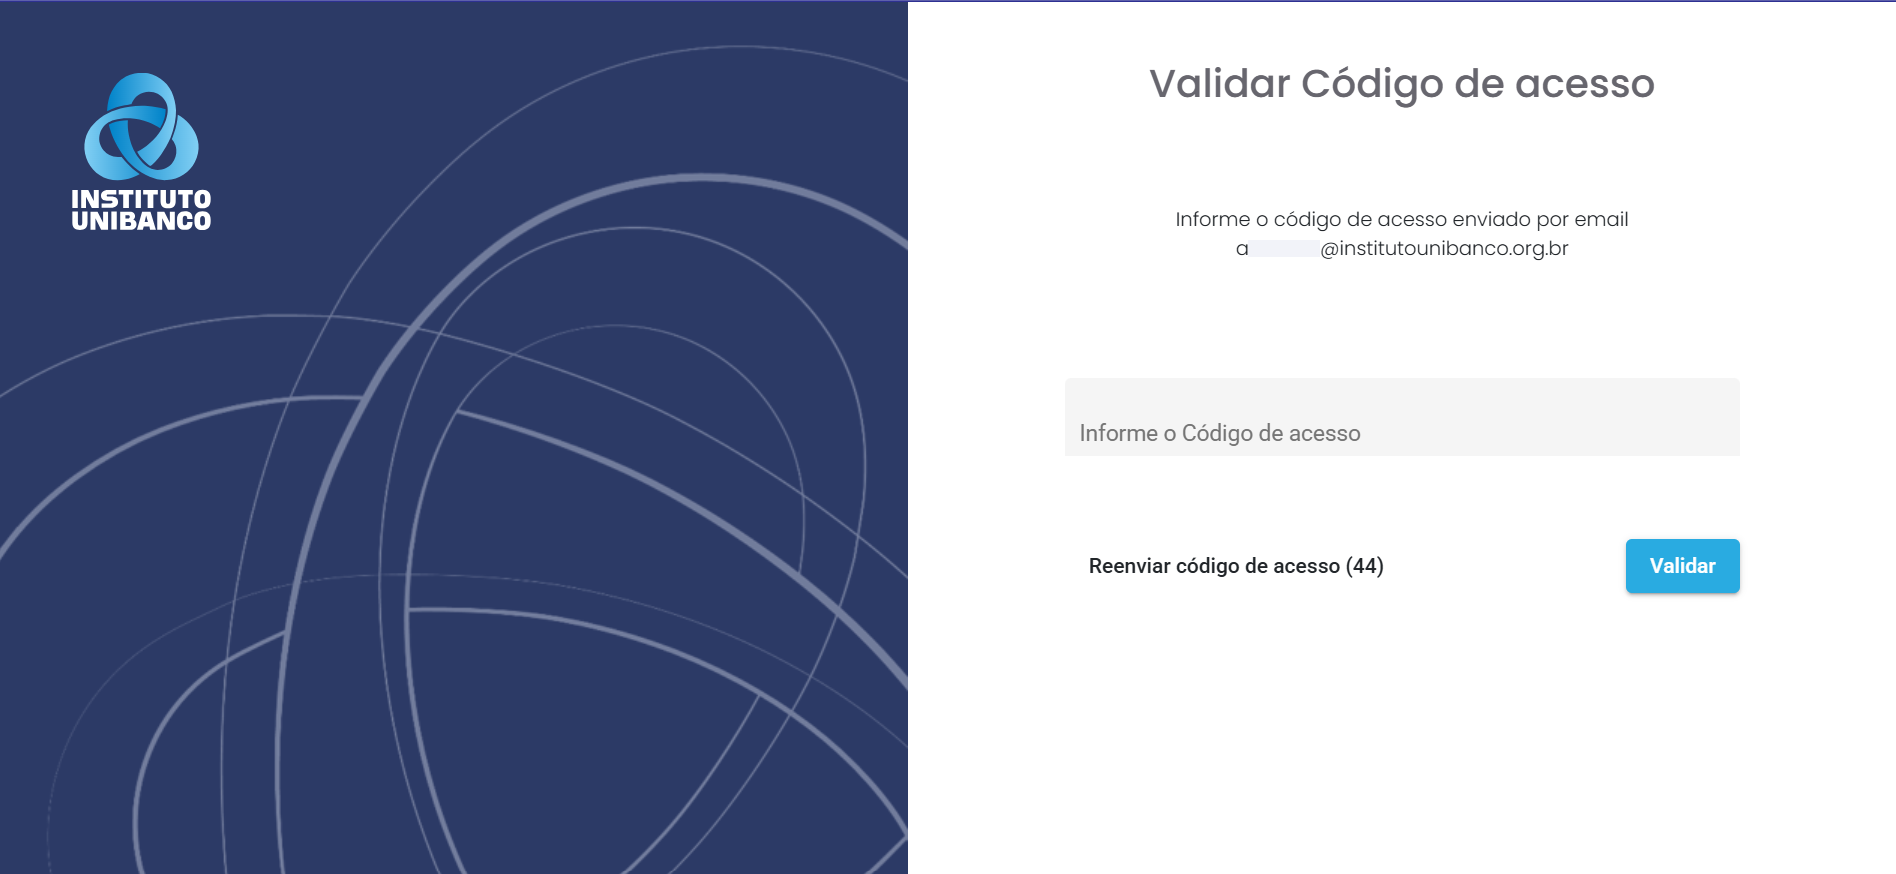 INSTITUTO
UNIBANCO
Validar Código de acesso
Informe o código de acesso enviado por email
a @institutounibanco.org.br
Informe o Código de acesso
Reenviar código de acesso (44)
Validar